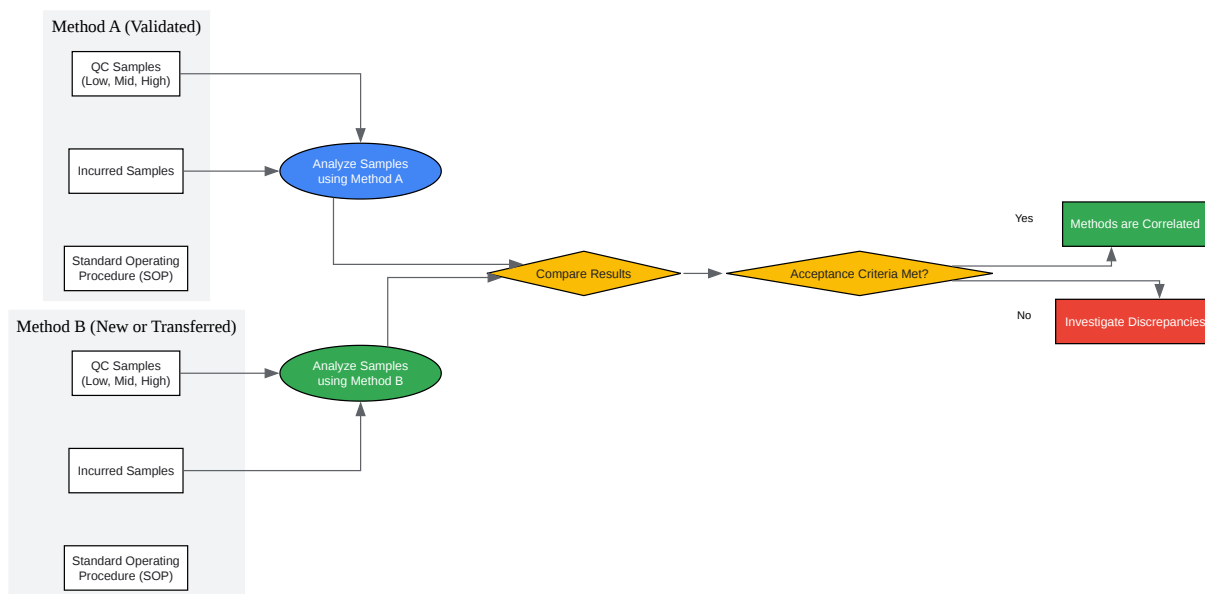 Method A (Validated)
QC Samples
(Low, Mid, High)
Incurred Samples
Standard Operating
Procedure (SOP)
Analyze Samples
using Method A
Method B (New or Transferred)
QC Samples
(Low, Mid, High)
Incurred Samples
Standard Operating
Procedure (SOP)
Analyze Samples
using Method B
Compare Results
Acceptance Criteria Met?
Yes
Methods are Correlated
No
Investigate Discrepancies